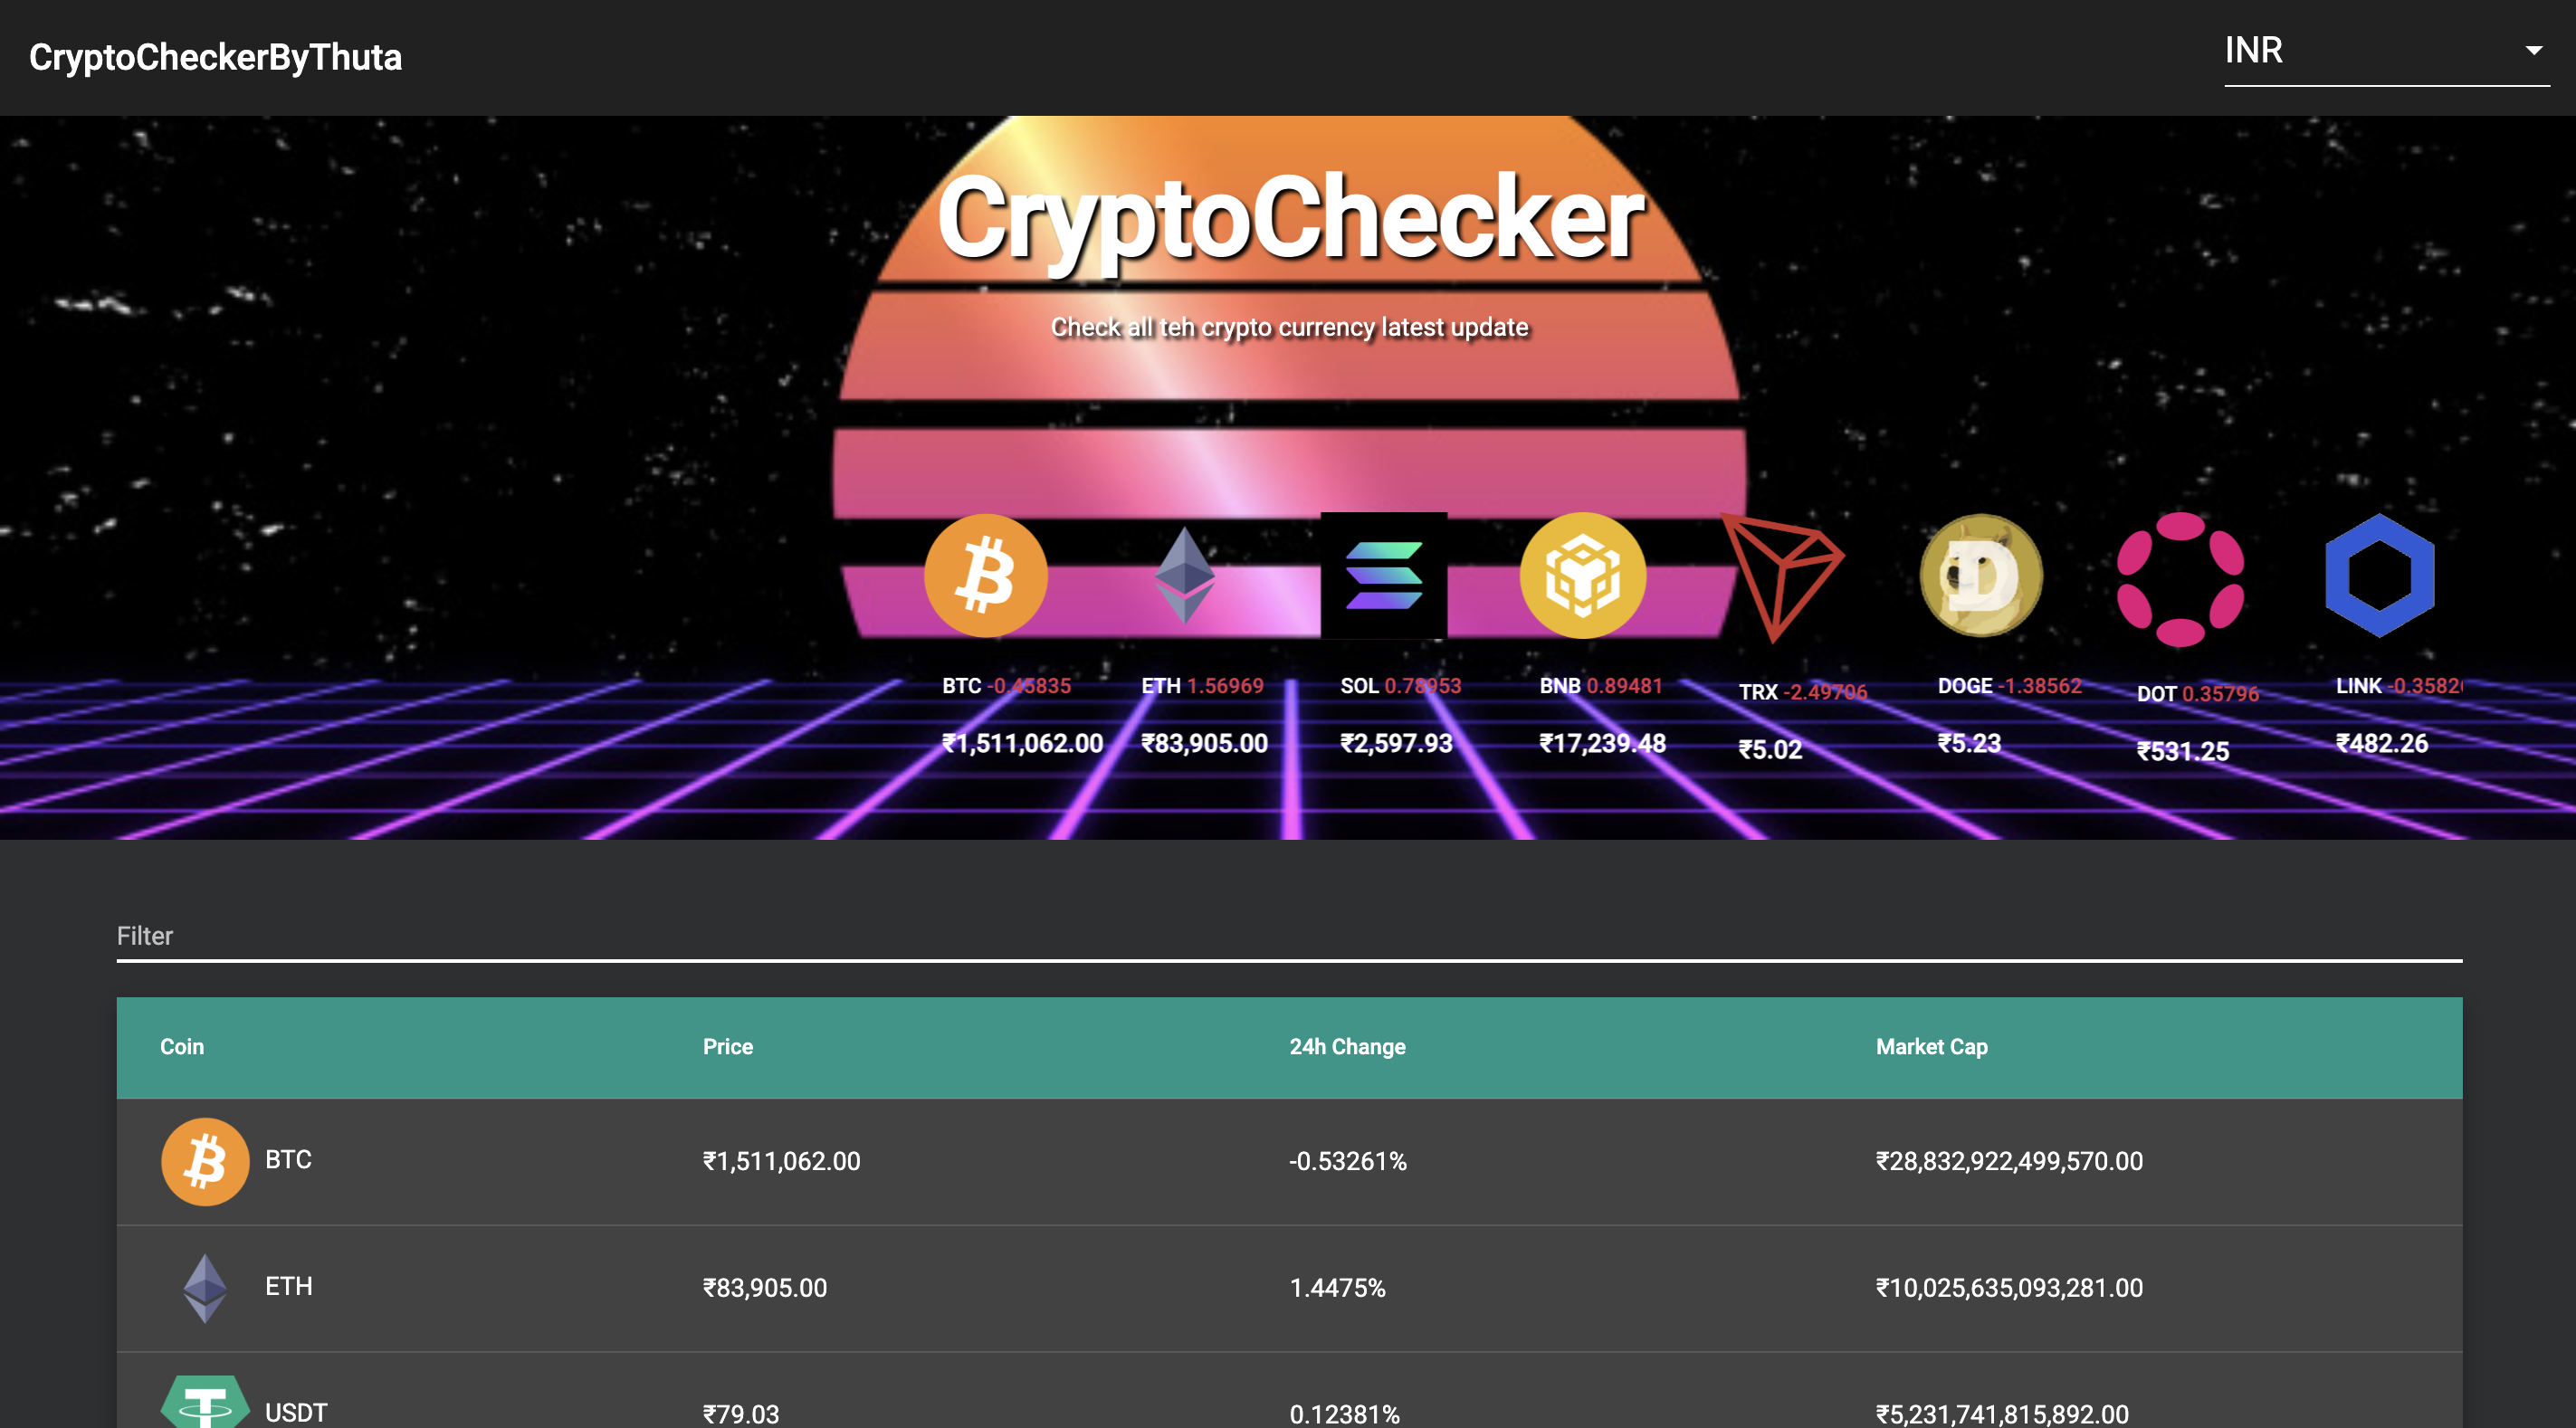 CryptoCheckerByThuta
INR
CryptoChecker
Check all teh crypto currency latest update
BTC -0.45835 ETH 1.56969 SOL 0.78953 BNB 0.89481 TRX -2.49706 DOGE -1.38562 DOT 0.35796 LINK -0.3582
₹1,511,062.00 ₹83,905.00 ₹2,597.93 ₹17,239.48 ₹5.02 ₹5.23 ₹531.25 ₹482.26
Filter
Coin Price 24h Change Market Cap
BTC ₹1,511,062.00 -0.53261% ₹28,832,922,499,570.00
ETH ₹83,905.00 1.4475% ₹10,025,635,093,281.00
USDT ₹79.03 0.12381% ₹5,231,741,815,892.00